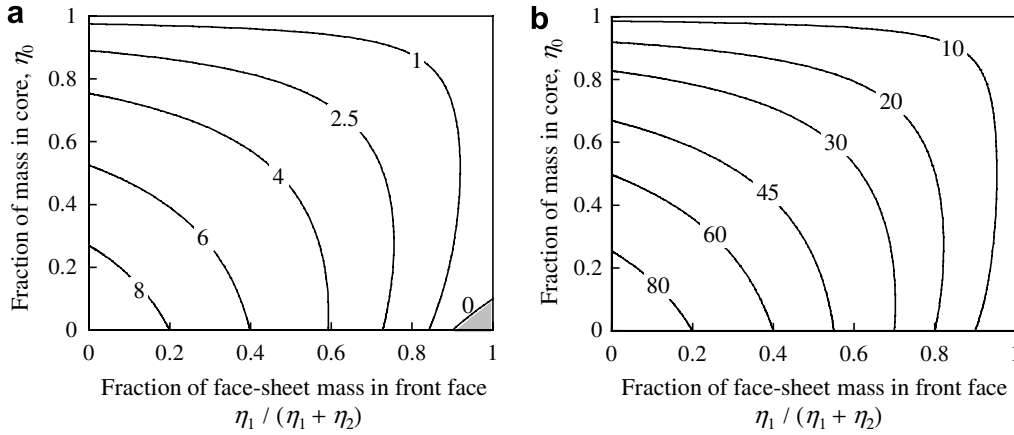 a
Fraction of mass in core, η0
1
0.8
0.6
0.4
0.2
0
1
2.5
4
6
8
0
0 0.2 0.4 0.6 0.8 1
Fraction of face-sheet mass in front face
η1 / (η1 + η2)
b
Fraction of mass in core, η0
1
0.8
0.6
0.4
0.2
0
10
20
30
45
60
80
0 0.2 0.4 0.6 0.8 1
Fraction of face-sheet mass in front face
η1 / (η1 + η2)